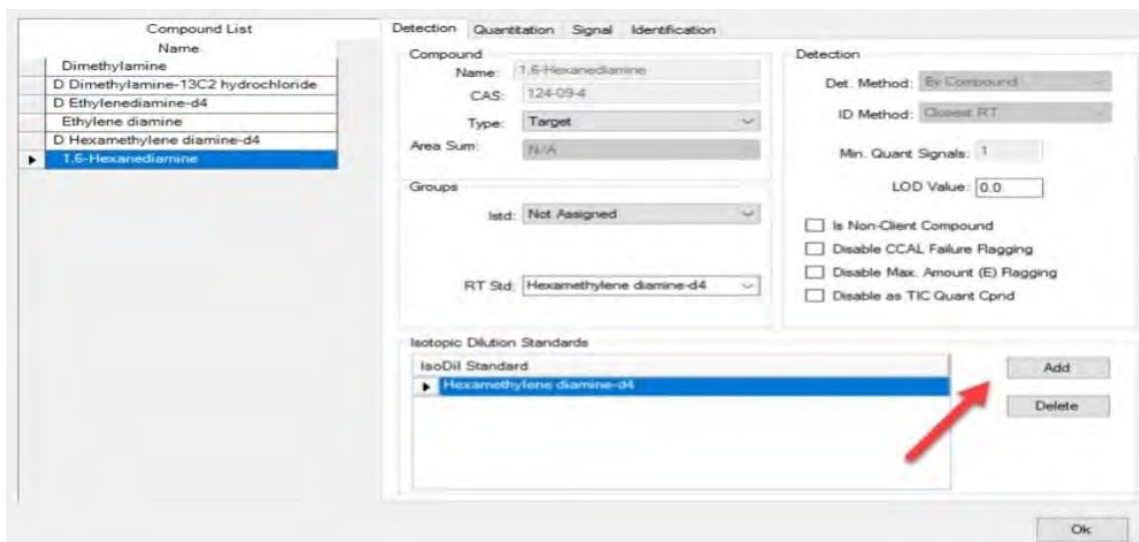 Compound List
Name
Dimethylamine
D Dimethylamine-13C2 hydrochloride
D Ethylenediamine-d4
Ethylene diamine
D Hexamethylene diamine-d4
1,6-Hexanediamine
Detection Quantitation Signal Identification
Compound
Name: 1,6-Hexanediamine
CAS: 124-09-4
Type: Target
Area Sum: N/A
Groups
Istd: Not Assigned
RT Std: Hexamethylene diamine-d4
Detection
Det. Method: By Compound
ID Method: Closest RT
Min. Quant Signals: 1
LOD Value: 0.0
Is Non-Client Compound
Disable CCAL Failure Flagging
Disable Max. Amount (E) Flagging
Disable as TIC Quant Cpnd
Isotopic Dilution Standards
IsoDil Standard
Hexamethylene diamine-d4
Add
Delete
Ok